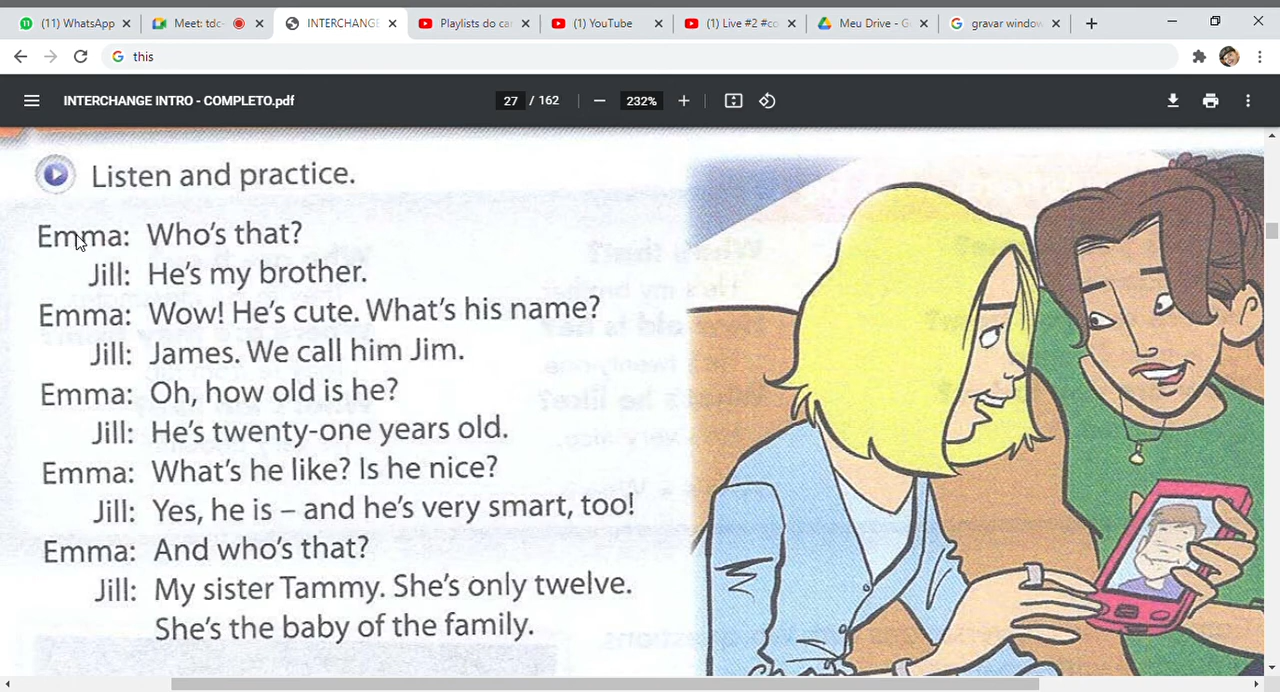 (11) WhatsApp
Meet: tdc-
INTERCHANGE
Playlists do ca
(1) YouTube
(1) Live #2 #co
Meu Drive - G
gravar window
this
INTERCHANGE INTRO - COMPLETO.pdf
27 / 162
232%
Listen and practice.
Emma: Who's that?
Jill: He's my brother.
Emma: Wow! He's cute. What's his name?
Jill: James. We call him Jim.
Emma: Oh, how old is he?
Jill: He's twenty-one years old.
Emma: What's he like? Is he nice?
Jill: Yes, he is – and he's very smart, too!
Emma: And who's that?
Jill: My sister Tammy. She's only twelve.
She's the baby of the family.